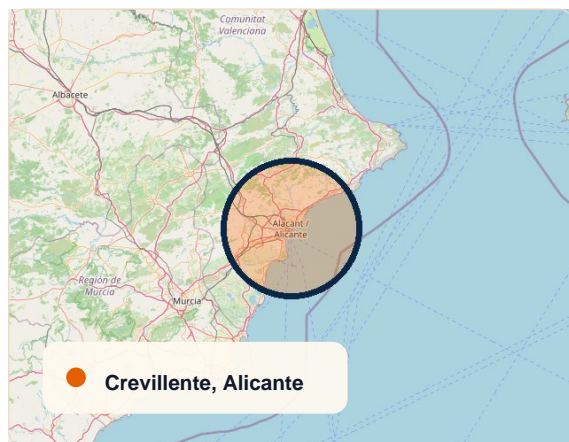 Comunitat
Valenciana
Albacete
Alacant /
Alicante
Región de
Murcia
Murcia
Crevillente, Alicante